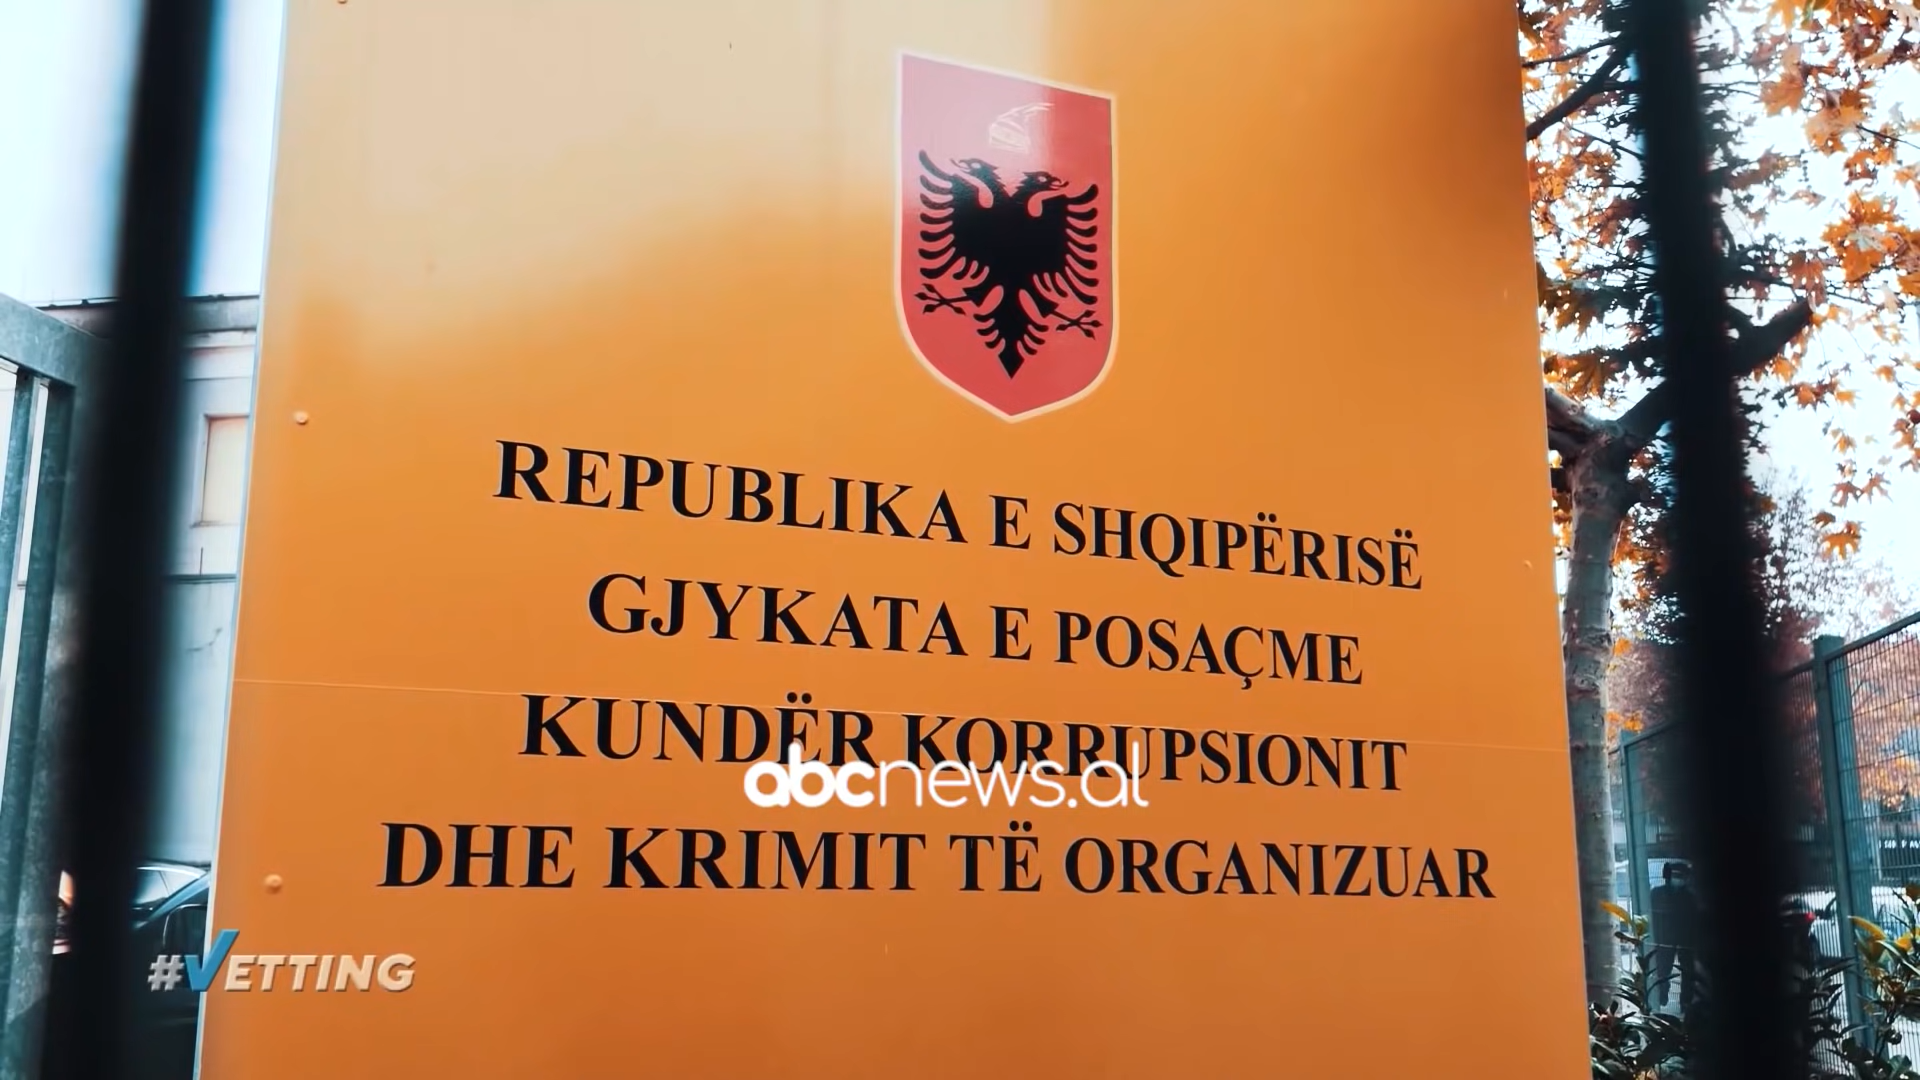 REPUBLIKA E SHQIPËRISË
GJYKATA E POSAÇME
KUNDËR KORRUPSIONIT
abcnews.al
DHE KRIMIT TË ORGANIZUAR
#VETTING